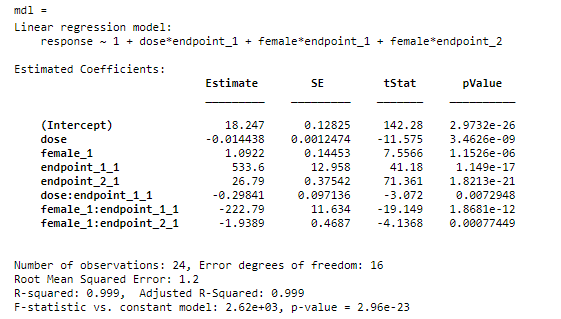 mdl =
Linear regression model:
response ~ 1 + dose*endpoint_1 + female*endpoint_1 + female*endpoint_2
Estimated Coefficients:
Estimate SE tStat pValue
(Intercept) 18.247 0.12825 142.28 2.9732e-26
dose -0.014438 0.0012474 -11.575 3.4626e-09
female_1 1.0922 0.14453 7.5566 1.1526e-06
endpoint_1_1 533.6 12.958 41.18 1.149e-17
endpoint_2_1 26.79 0.37542 71.361 1.8213e-21
dose:endpoint_1_1 -0.29841 0.097136 -3.072 0.0072948
female_1:endpoint_1_1 -222.79 11.634 -19.149 1.8681e-12
female_1:endpoint_2_1 -1.9389 0.4687 -4.1368 0.00077449
Number of observations: 24, Error degrees of freedom: 16
Root Mean Squared Error: 1.2
R-squared: 0.999, Adjusted R-Squared: 0.999
F-statistic vs. constant model: 2.62e+03, p-value = 2.96e-23